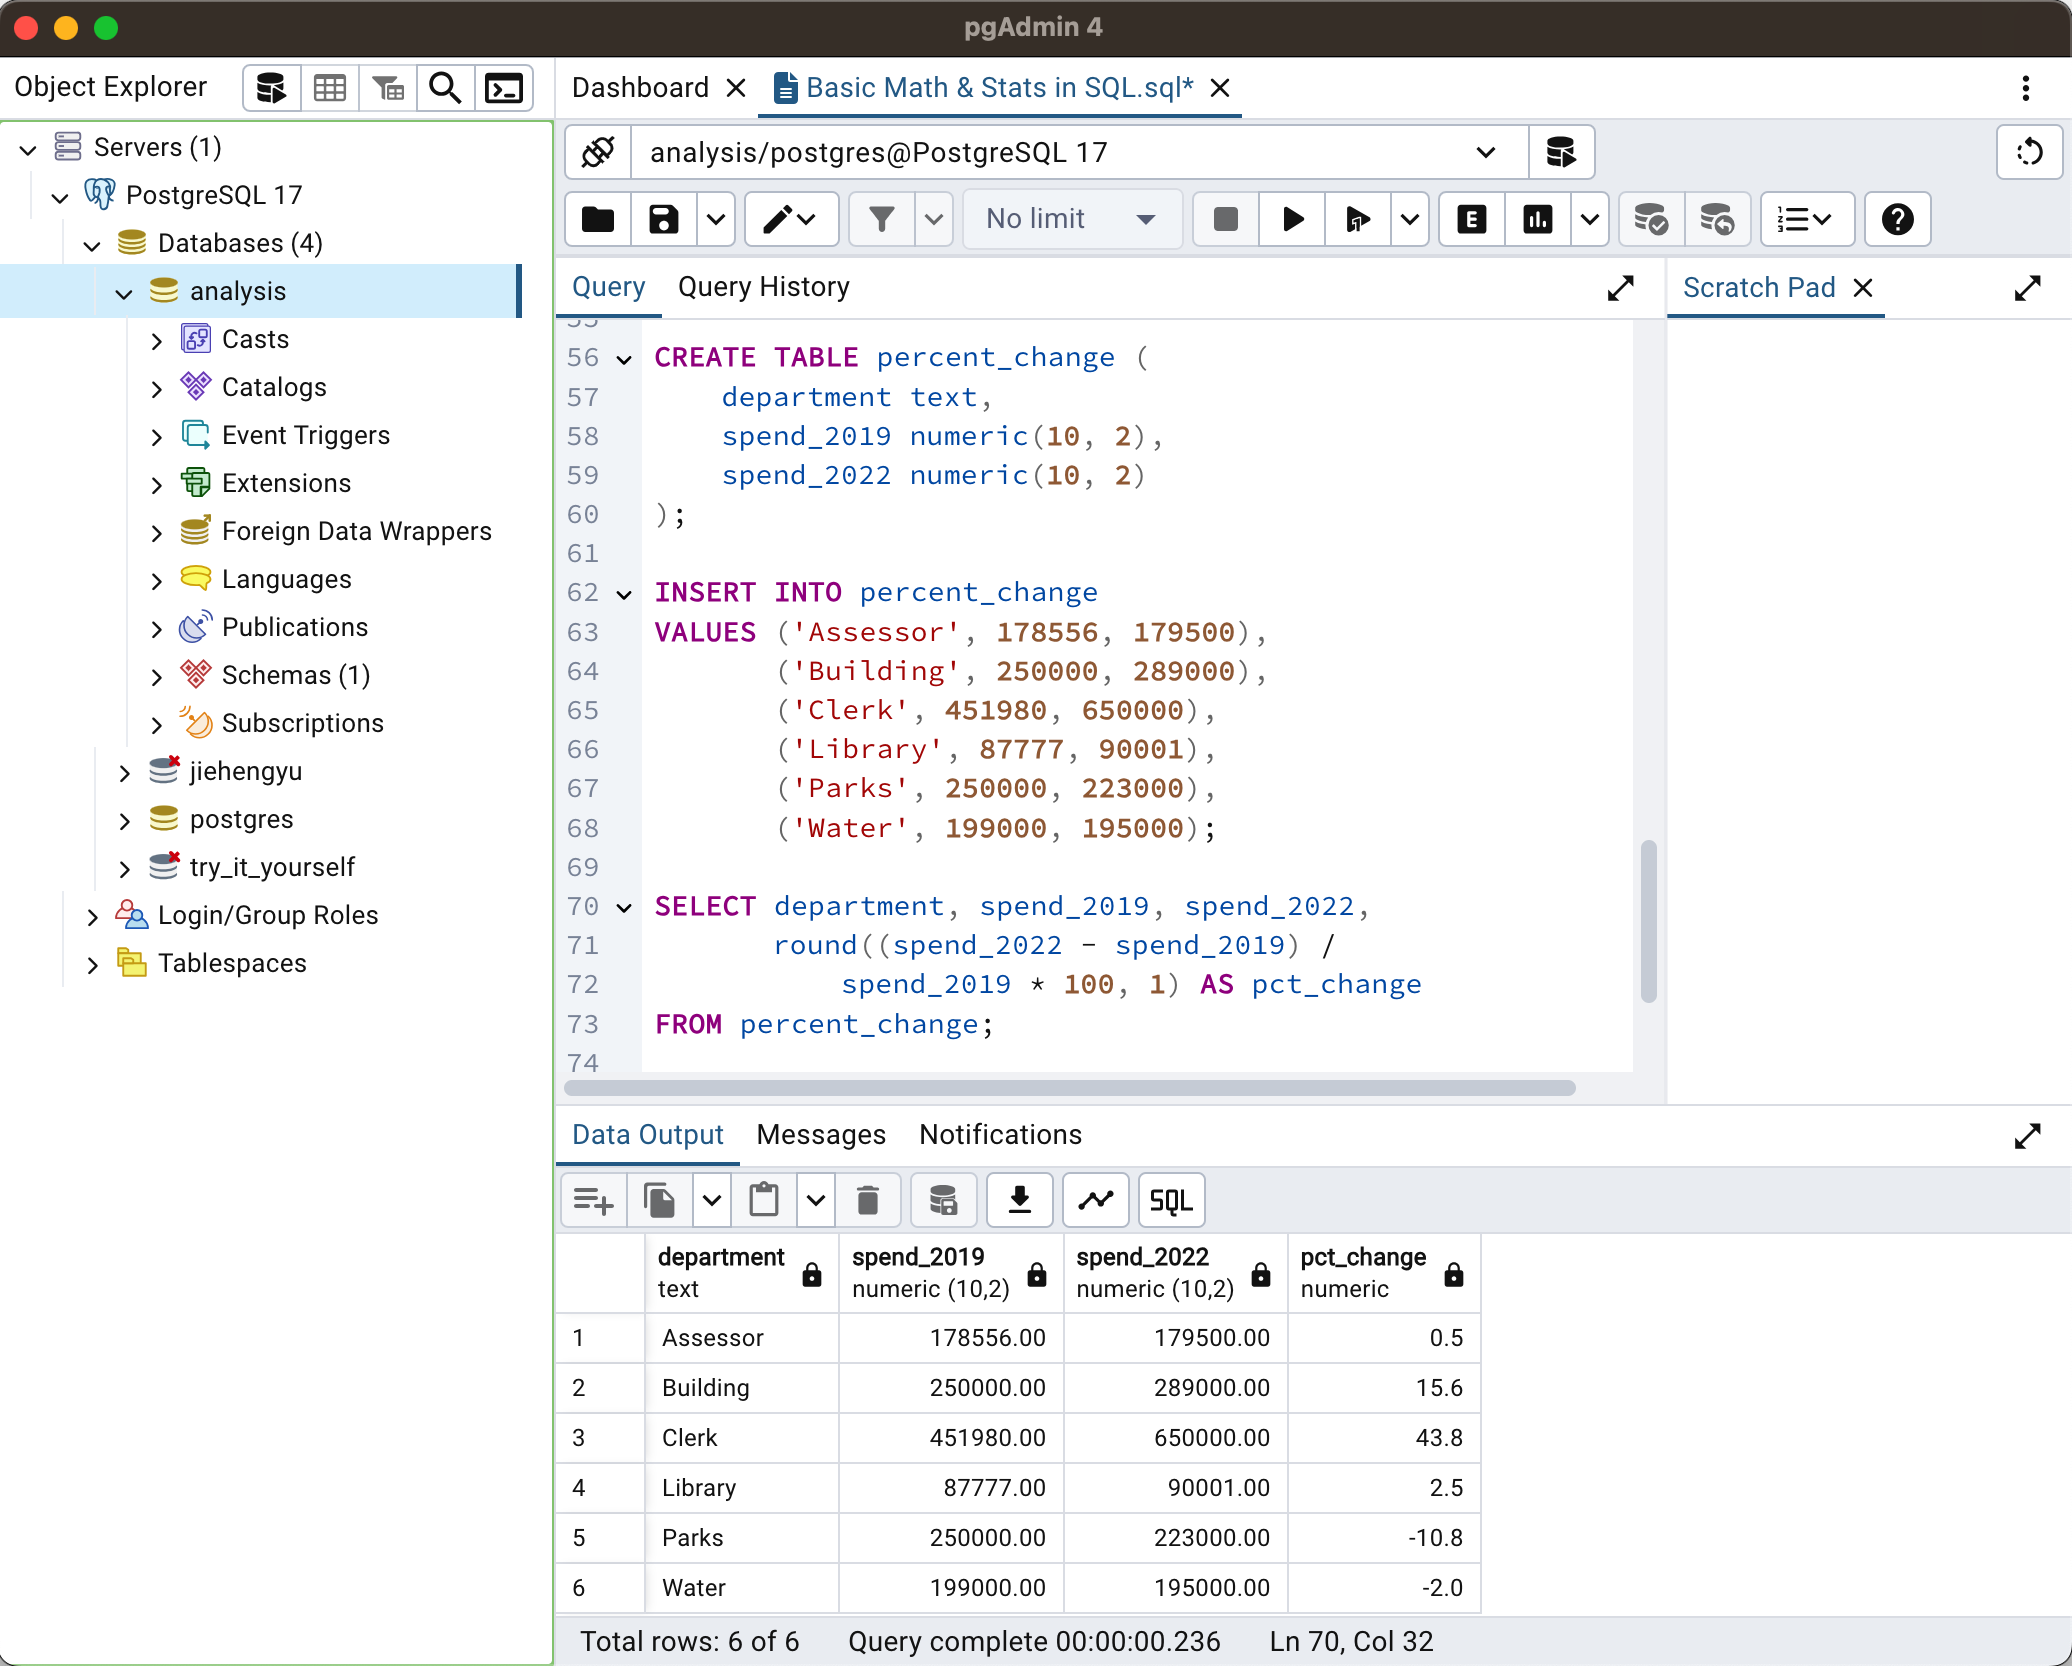 pgAdmin 4
Object Explorer
Servers (1)
PostgreSQL 17
Databases (4)
analysis
Casts
Catalogs
Event Triggers
Extensions
Foreign Data Wrappers
Languages
Publications
Schemas (1)
Subscriptions
jiehengyu
postgres
try_it_yourself
Login/Group Roles
Tablespaces
Dashboard
Basic Math & Stats in SQL.sql*
analysis/postgres@PostgreSQL 17
No limit
E
Query Query History
Scratch Pad
55
56 CREATE TABLE percent_change (
57 department text,
58 spend_2019 numeric(10, 2),
59 spend_2022 numeric(10, 2)
60 );
61
62 INSERT INTO percent_change
63 VALUES ('Assessor', 178556, 179500),
64 ('Building', 250000, 289000),
65 ('Clerk', 451980, 650000),
66 ('Library', 87777, 90001),
67 ('Parks', 250000, 223000),
68 ('Water', 199000, 195000);
69
70 SELECT department, spend_2019, spend_2022,
71 round((spend_2022 - spend_2019) /
72 spend_2019 * 100, 1) AS pct_change
73 FROM percent_change;
74
Data Output Messages Notifications
SQL
department spend_2019 spend_2022 pct_change
text numeric (10,2) numeric (10,2) numeric
1 Assessor 178556.00 179500.00 0.5
2 Building 250000.00 289000.00 15.6
3 Clerk 451980.00 650000.00 43.8
4 Library 87777.00 90001.00 2.5
5 Parks 250000.00 223000.00 -10.8
6 Water 199000.00 195000.00 -2.0
Total rows: 6 of 6 Query complete 00:00:00.236 Ln 70, Col 32